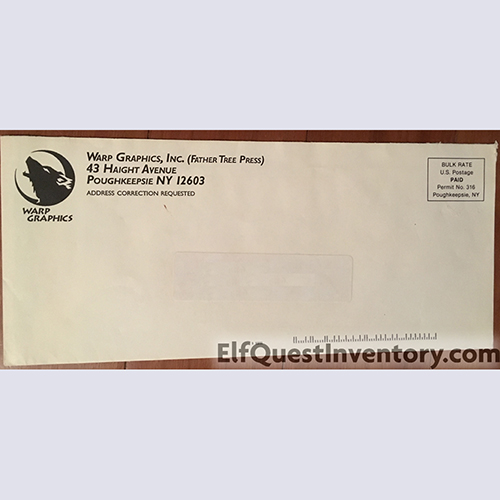 WARP GRAPHICS, INC. (FATHER TREE PRESS)
43 HAIGHT AVENUE
POUGHKEEPSIE NY 12603
ADDRESS CORRECTION REQUESTED
WARP
GRAPHICS
BULK RATE
U.S. Postage
PAID
Permit No. 316
Poughkeepsie, NY
ElfQuestInventory.com